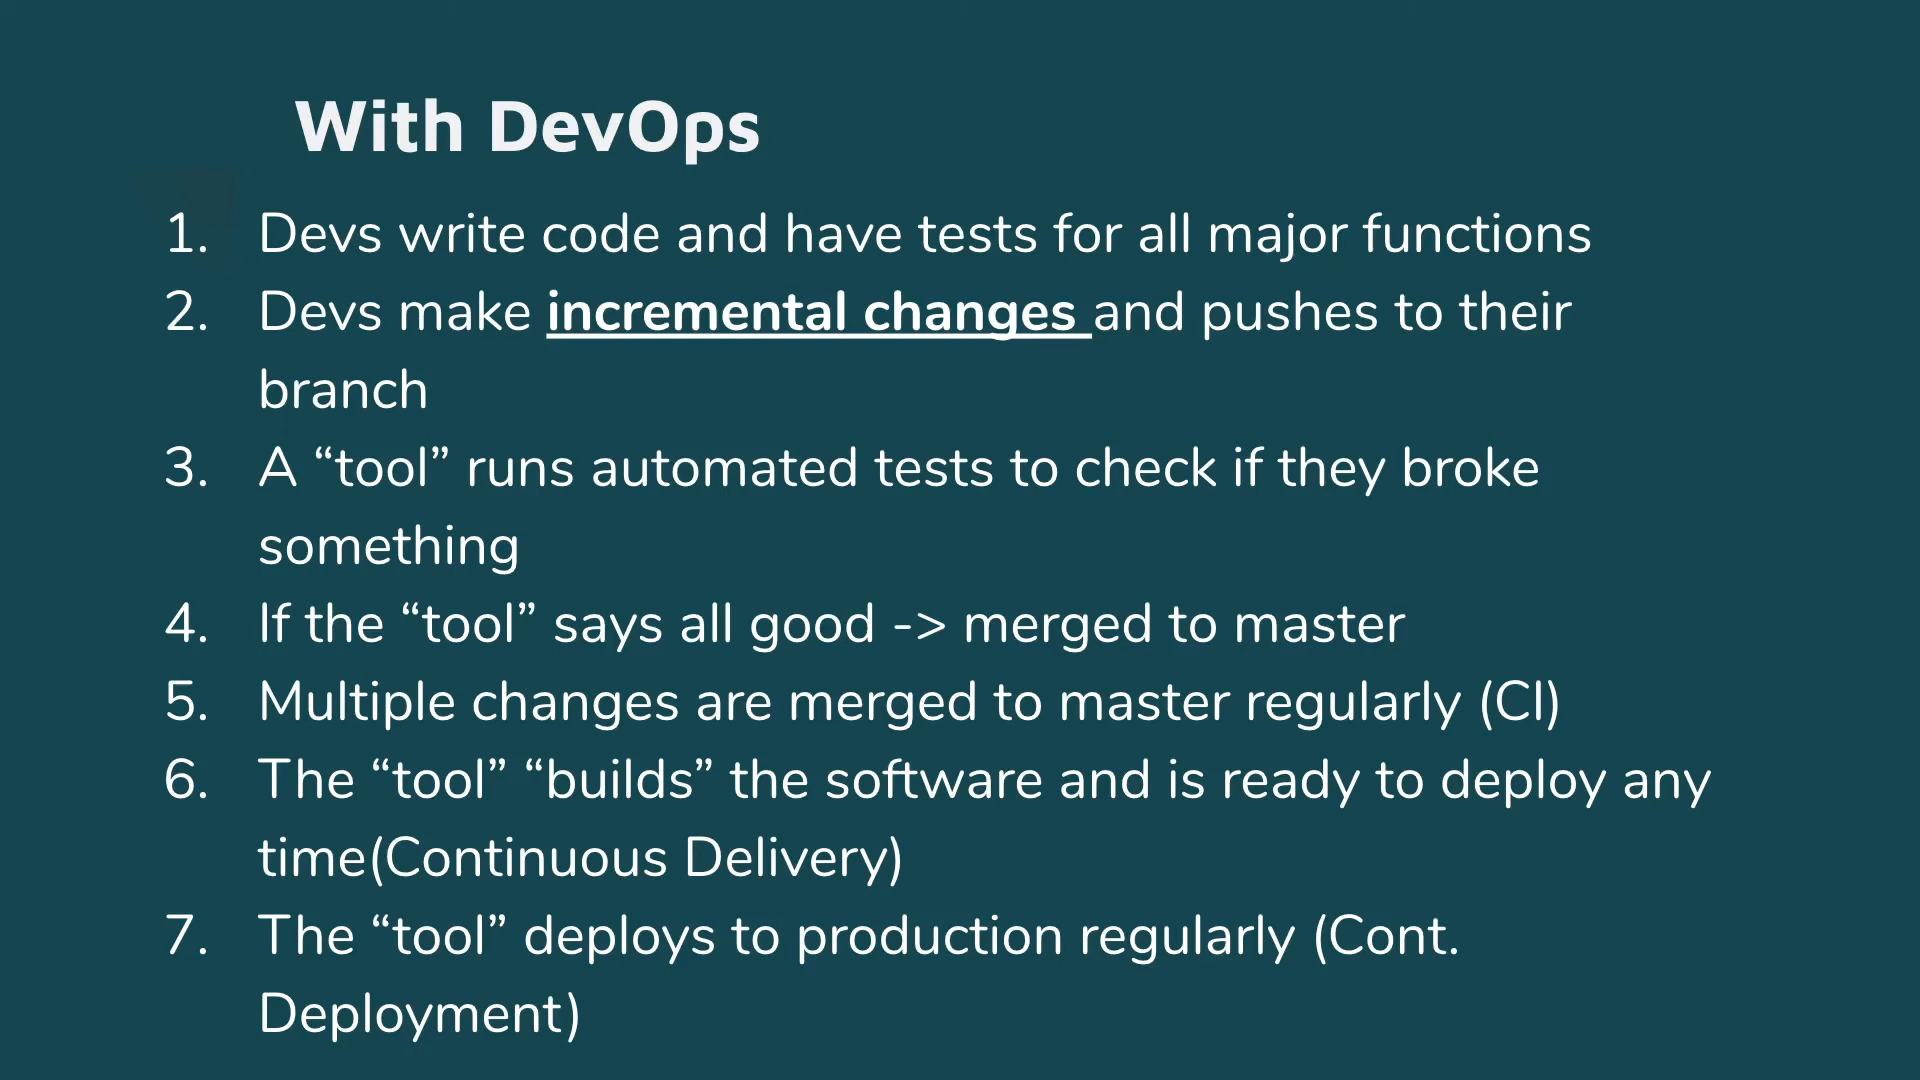 With DevOps
1. Devs write code and have tests for all major functions
2. Devs make incremental changes and pushes to their
branch
3. A “tool” runs automated tests to check if they broke
something
4. If the “tool” says all good -> merged to master
5. Multiple changes are merged to master regularly (CI)
6. The “tool” “builds” the software and is ready to deploy any
time(Continuous Delivery)
7. The “tool” deploys to production regularly (Cont.
Deployment)